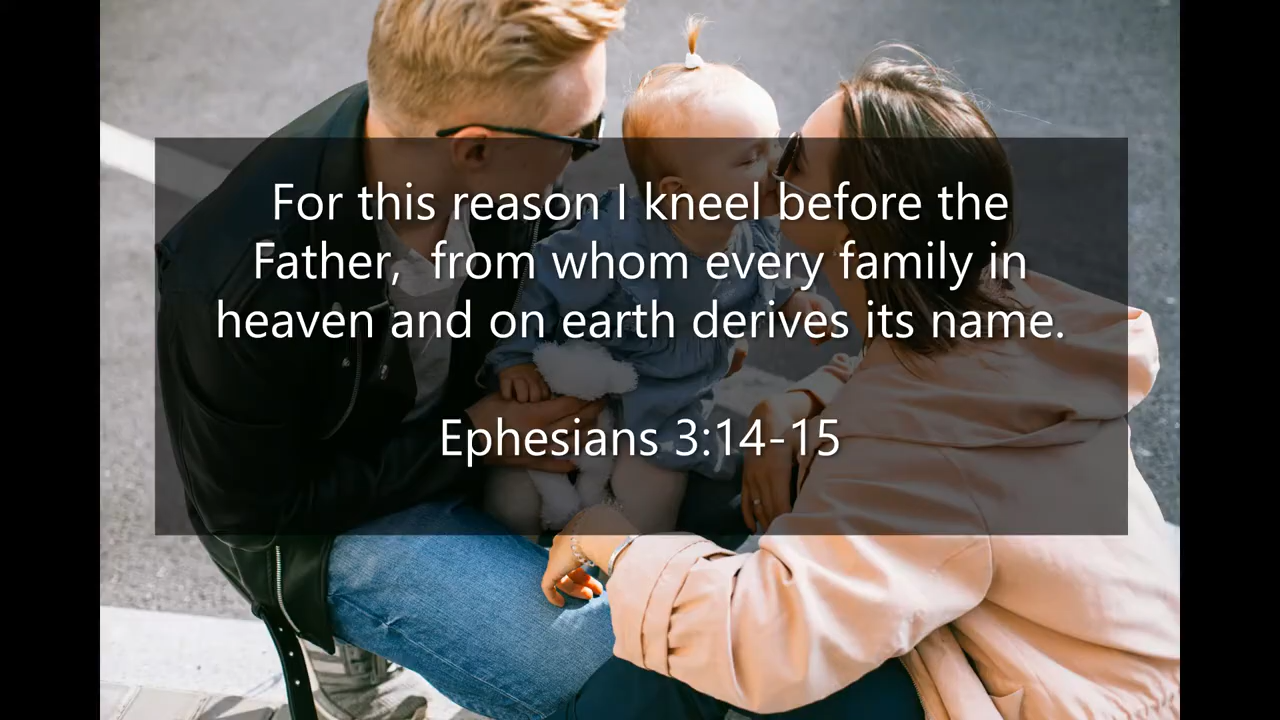 For this reason I kneel before the
Father,  from whom every family in
heaven and on earth derives its name.
Ephesians 3:14-15